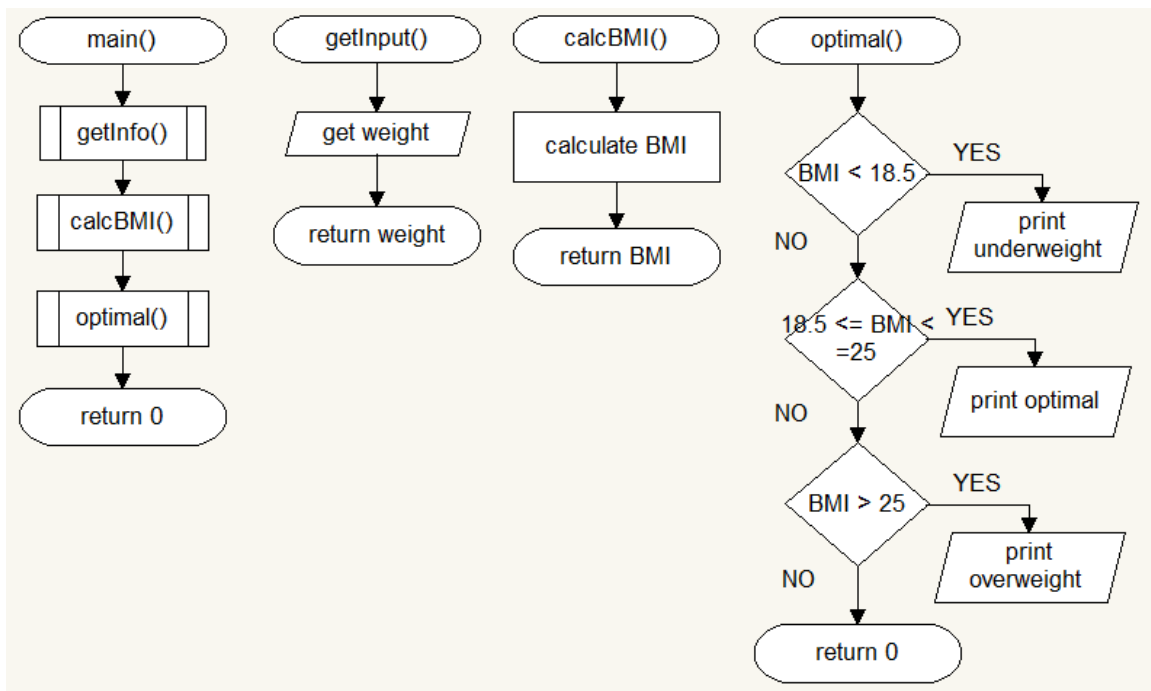 main()
getInfo()
calcBMI()
optimal()
return 0
getInput()
get weight
return weight
calcBMI()
calculate BMI
return BMI
optimal()
BMI < 18.5
YES
print
underweight
NO
18.5 <= BMI <
=25
YES
print optimal
NO
BMI > 25
YES
print
overweight
NO
return 0